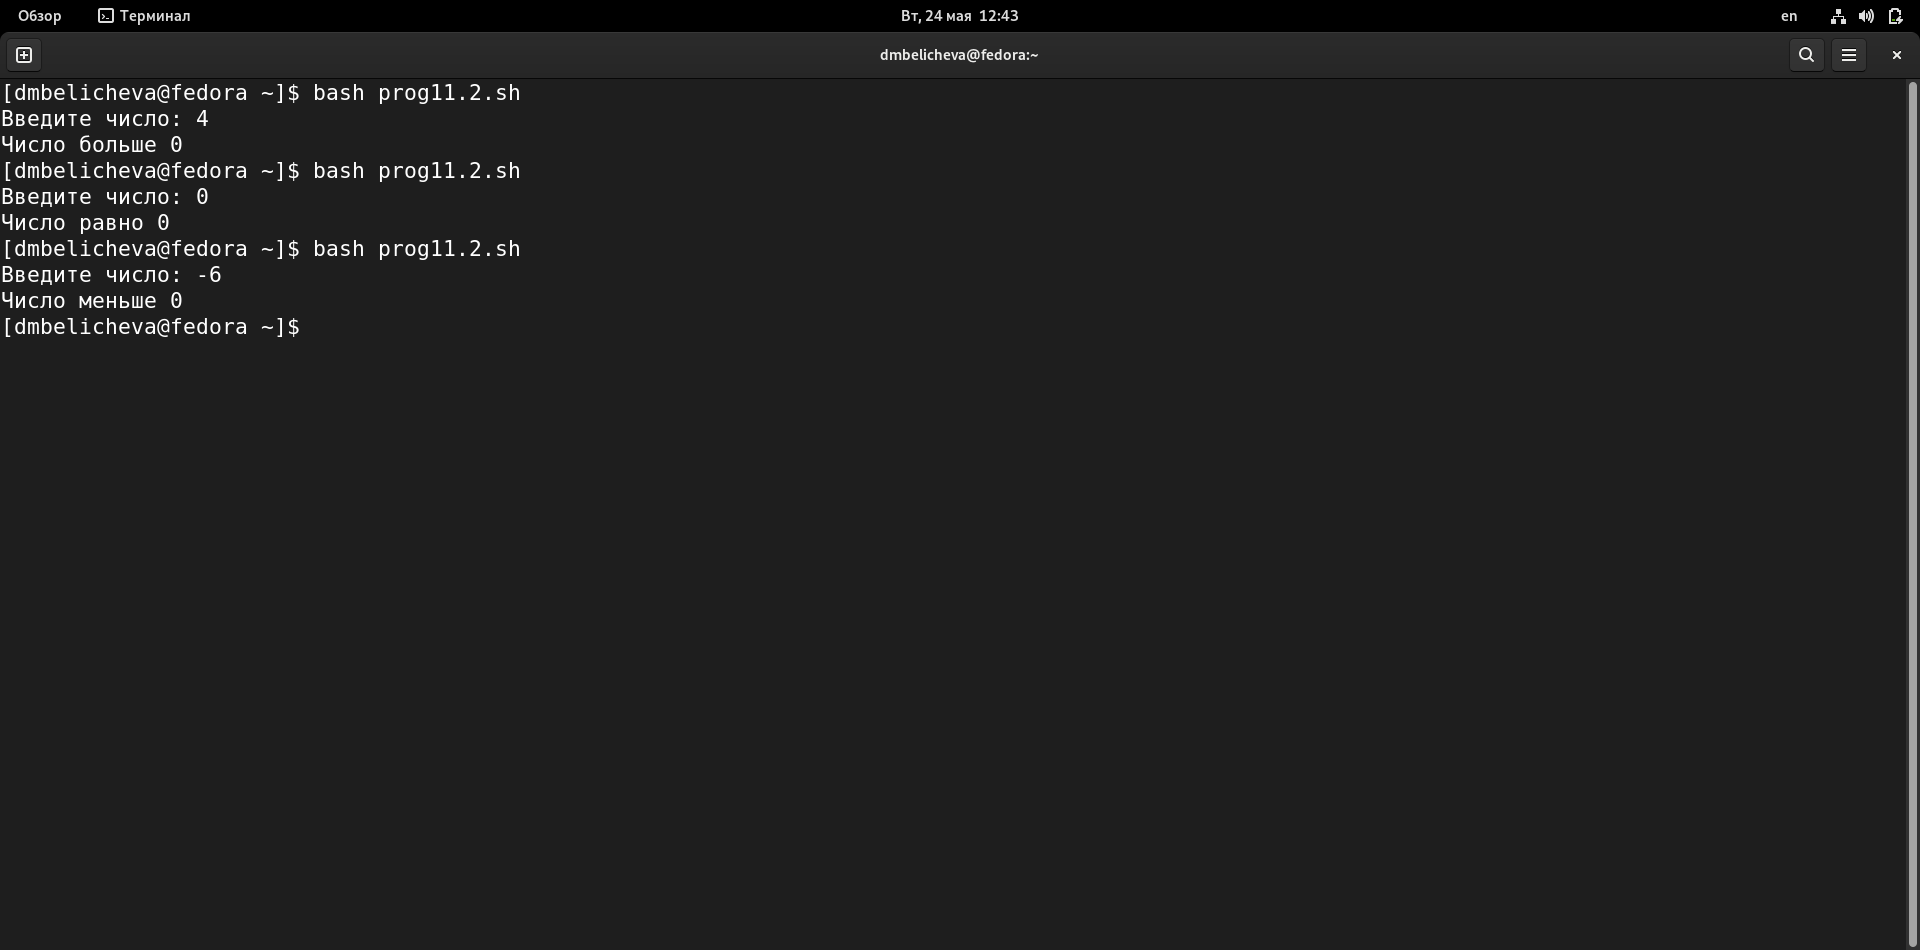 Обзор Терминал Вт, 24 мая 12:43 en
dmbelicheva@fedora:~
[dmbelicheva@fedora ~]$ bash prog11.2.sh
Введите число: 4
Число больше 0
[dmbelicheva@fedora ~]$ bash prog11.2.sh
Введите число: 0
Число равно 0
[dmbelicheva@fedora ~]$ bash prog11.2.sh
Введите число: -6
Число меньше 0
[dmbelicheva@fedora ~]$